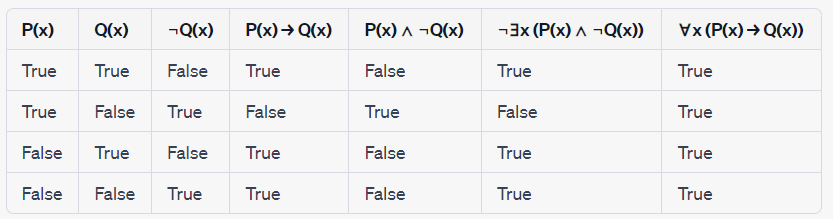 P(x) Q(x) ¬Q(x) P(x) → Q(x) P(x) ∧ ¬Q(x) ¬∃x (P(x) ∧ ¬Q(x)) ∀x (P(x) → Q(x))
True True False True False True True
True False True False True False True
False True False True False True True
False False True True False True True